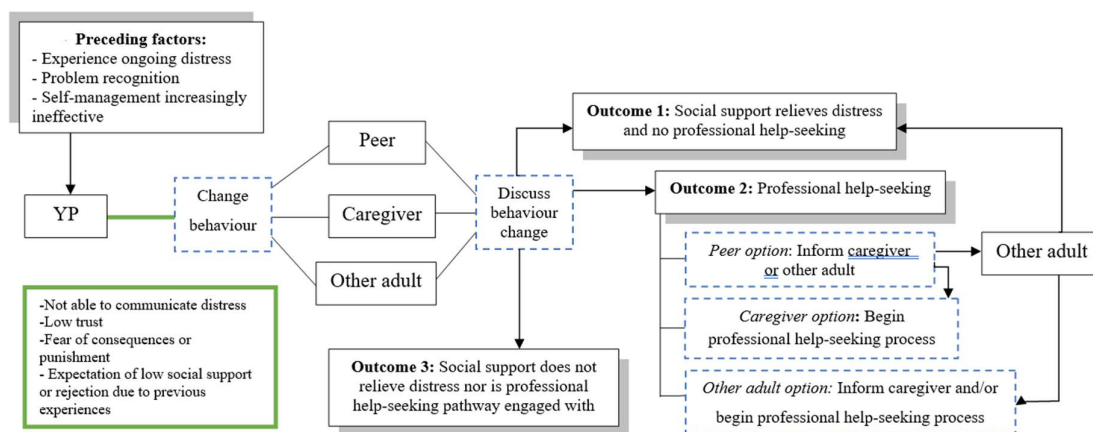 Preceding factors:
- Experience ongoing distress
- Problem recognition
- Self-management increasingly
ineffective
YP
Change
behaviour
Peer
Caregiver
Other adult
Discuss
behaviour
change
-Not able to communicate distress
-Low trust
-Fear of consequences or
punishment
- Expectation of low social support
or rejection due to previous
experiences
Outcome 1: Social support relieves distress
and no professional help-seeking
Outcome 2: Professional help-seeking
Peer option: Inform caregiver
or other adult
Other adult
Caregiver option: Begin
professional help-seeking
process
Other adult option: Inform caregiver and/or
begin professional help-seeking process
Outcome 3: Social support does not
relieve distress nor is professional
help-seeking pathway engaged with